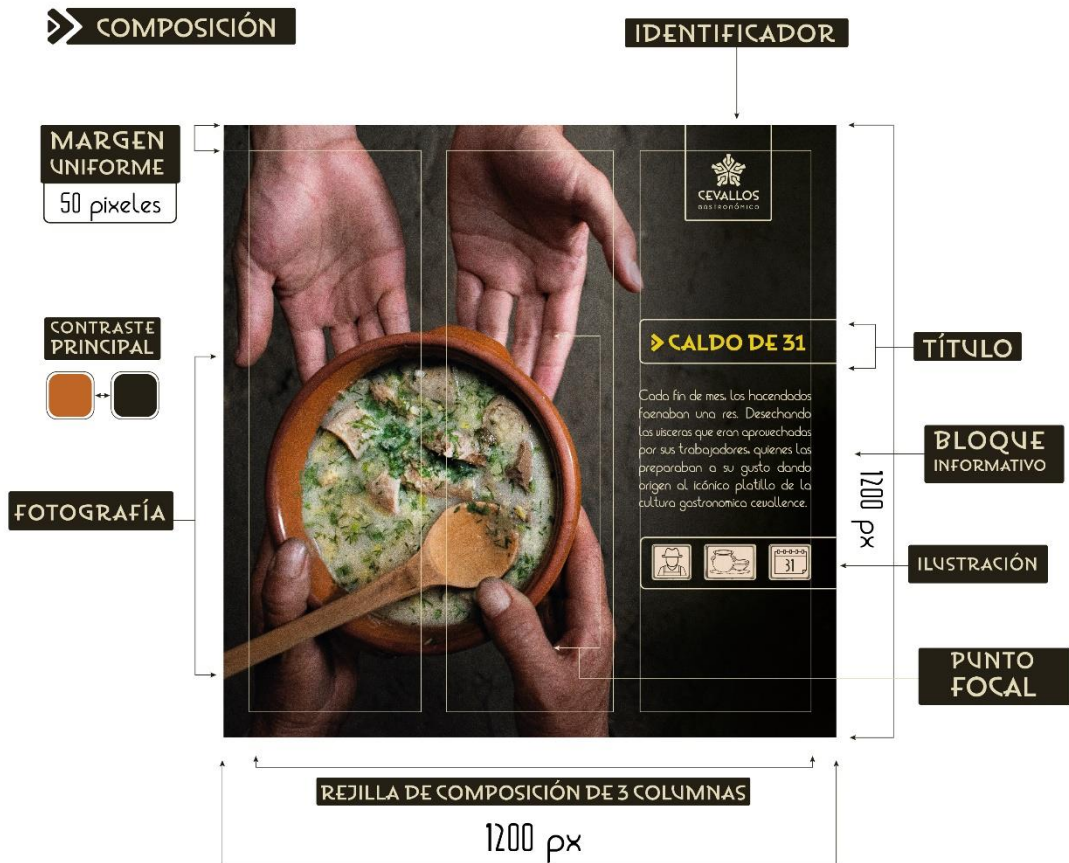 COMPOSICIÓN
IDENTIFICADOR
MARGEN
UNIFORME
50 pixeles
CEVALLOS
GASTRONÓMICO
CONTRASTE
PRINCIPAL
CALDO DE 31
TÍTULO
Cada fin de mes, los hacendados
faenaban una res. Desechando
las vísceras que eran aprovechadas
por sus trabajadores, quienes las
preparaban a su gusto dando
origen al icónico platillo de la
cultura gastronomica cevallence.
BLOQUE
INFORMATIVO
1200 px
FOTOGRAFÍA
31
ILUSTRACIÓN
PUNTO
FOCAL
REJILLA DE COMPOSICIÓN DE 3 COLUMNAS
1200 px